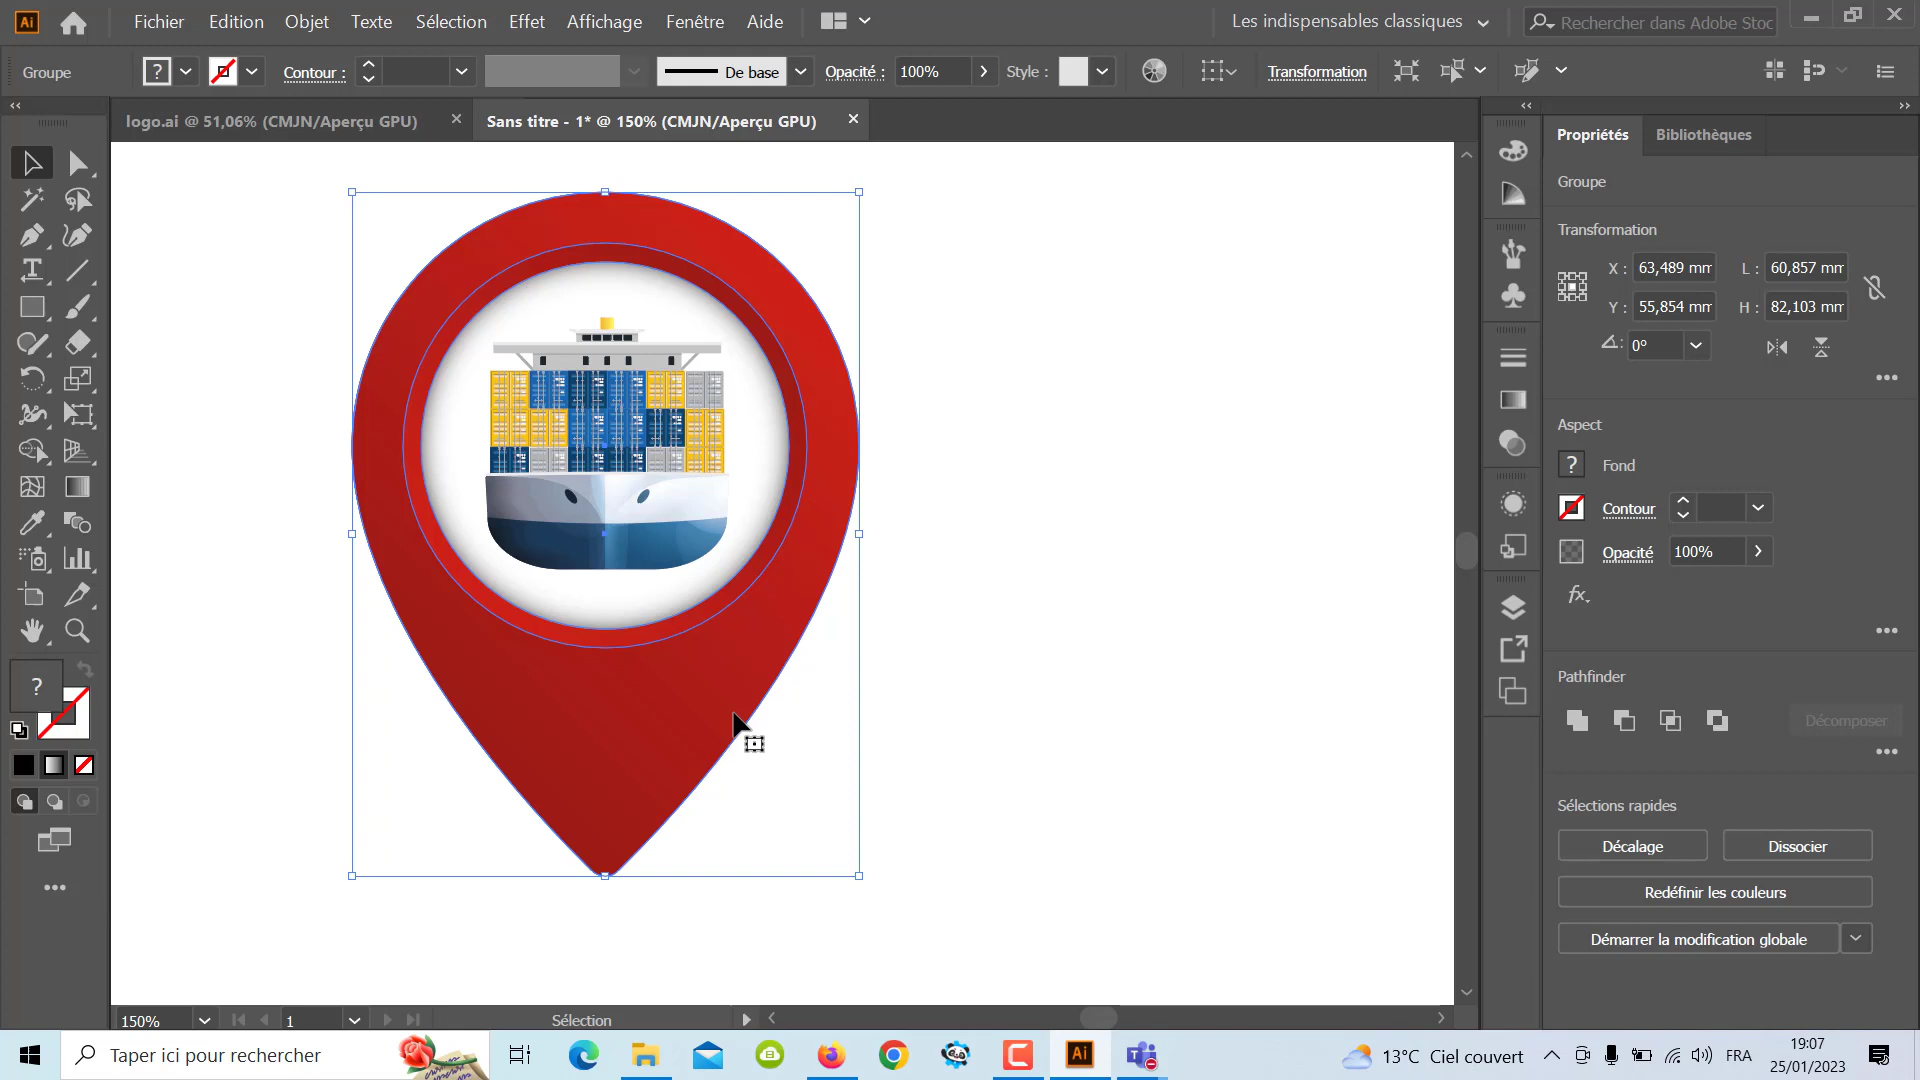 Ai
Fichier Edition Objet Texte Sélection Effet Affichage Fenêtre Aide
Les indispensables classiques
Rechercher dans Adobe Stoc
Groupe
?
Contour :
De base
Opacité :
100%
Style :
Transformation
logo.ai @ 51,06% (CMJN/Aperçu GPU)
Sans titre - 1* @ 150% (CMJN/Aperçu GPU)
Propriétés
Bibliothèques
Groupe
Transformation
X : 63,489 mm
L : 60,857 mm
Y : 55,854 mm
H : 82,103 mm
0°
Aspect
? Fond
Contour
Opacité
100%
fx.
Pathfinder
Décomposer
Sélections rapides
Décalage
Dissocier
Redéfinir les couleurs
Démarrer la modification globale
?
150%
1
Sélection
Taper ici pour rechercher
Ai
13°C Ciel couvert
FRA
19:07
25/01/2023